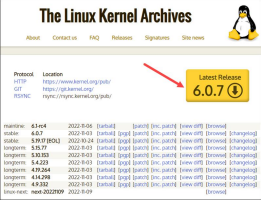 The Linux Kernel Archives
About Contact us FAQ Releases Signatures Site news
Protocol Location
HTTP https://www.kernel.org/pub/
GIT https://git.kernel.org/
RSYNC rsync://rsync.kernel.org/pub/
Latest Release
6.0.7
mainline: 6.1-rc4 2022-11-06 [tarball] [patch] [inc. patch] [view diff] [browse]
stable: 6.0.7 2022-11-03 [tarball] [pgp] [patch] [inc. patch] [view diff] [browse] [changelog]
stable: 5.19.17 [EOL] 2022-10-24 [tarball] [pgp] [patch] [inc. patch] [view diff] [browse] [changelog]
longterm: 5.15.77 2022-11-03 [tarball] [pgp] [patch] [inc. patch] [view diff] [browse] [changelog]
longterm: 5.10.153 2022-11-03 [tarball] [pgp] [patch] [inc. patch] [view diff] [browse] [changelog]
longterm: 5.4.223 2022-11-03 [tarball] [pgp] [patch] [inc. patch] [view diff] [browse] [changelog]
longterm: 4.19.264 2022-11-03 [tarball] [pgp] [patch] [inc. patch] [view diff] [browse] [changelog]
longterm: 4.14.298 2022-11-03 [tarball] [pgp] [patch] [inc. patch] [view diff] [browse] [changelog]
longterm: 4.9.332 2022-11-03 [tarball] [pgp] [patch] [inc. patch] [view diff] [browse] [changelog]
linux-next: next-20221109 2022-11-09 [browse]